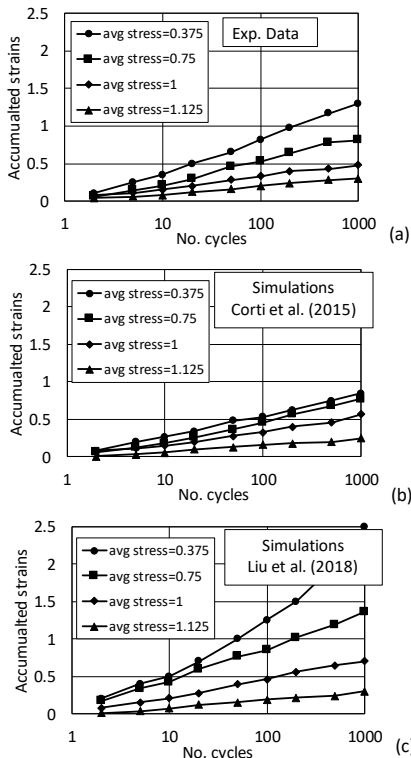 2.5
2
1.5
1
0.5
0
Accumualted strains
avg stress=0.375
avg stress=0.75
avg stress=1
avg stress=1.125
Exp. Data
1 10 100 1000
No. cycles
(a)
2.5
2
1.5
1
0.5
0
Accumualted strains
avg stress=0.375
avg stress=0.75
avg stress=1
avg stress=1.125
Simulations
Corti et al. (2015)
1 10 100 1000
No. cycles
(b)
2.5
2
1.5
1
0.5
0
Accumualted strains
avg stress=0.375
avg stress=0.75
avg stress=1
avg stress=1.125
Simulations
Liu et al. (2018)
1 10 100 1000
No. cycles
(c)